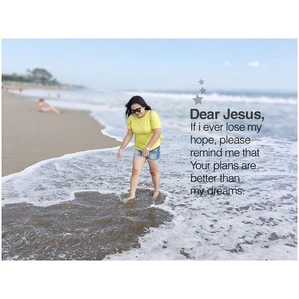 Dear Jesus,
If i ever lose my
hope, please
remind me that
Your plans are
better than
my dreams.